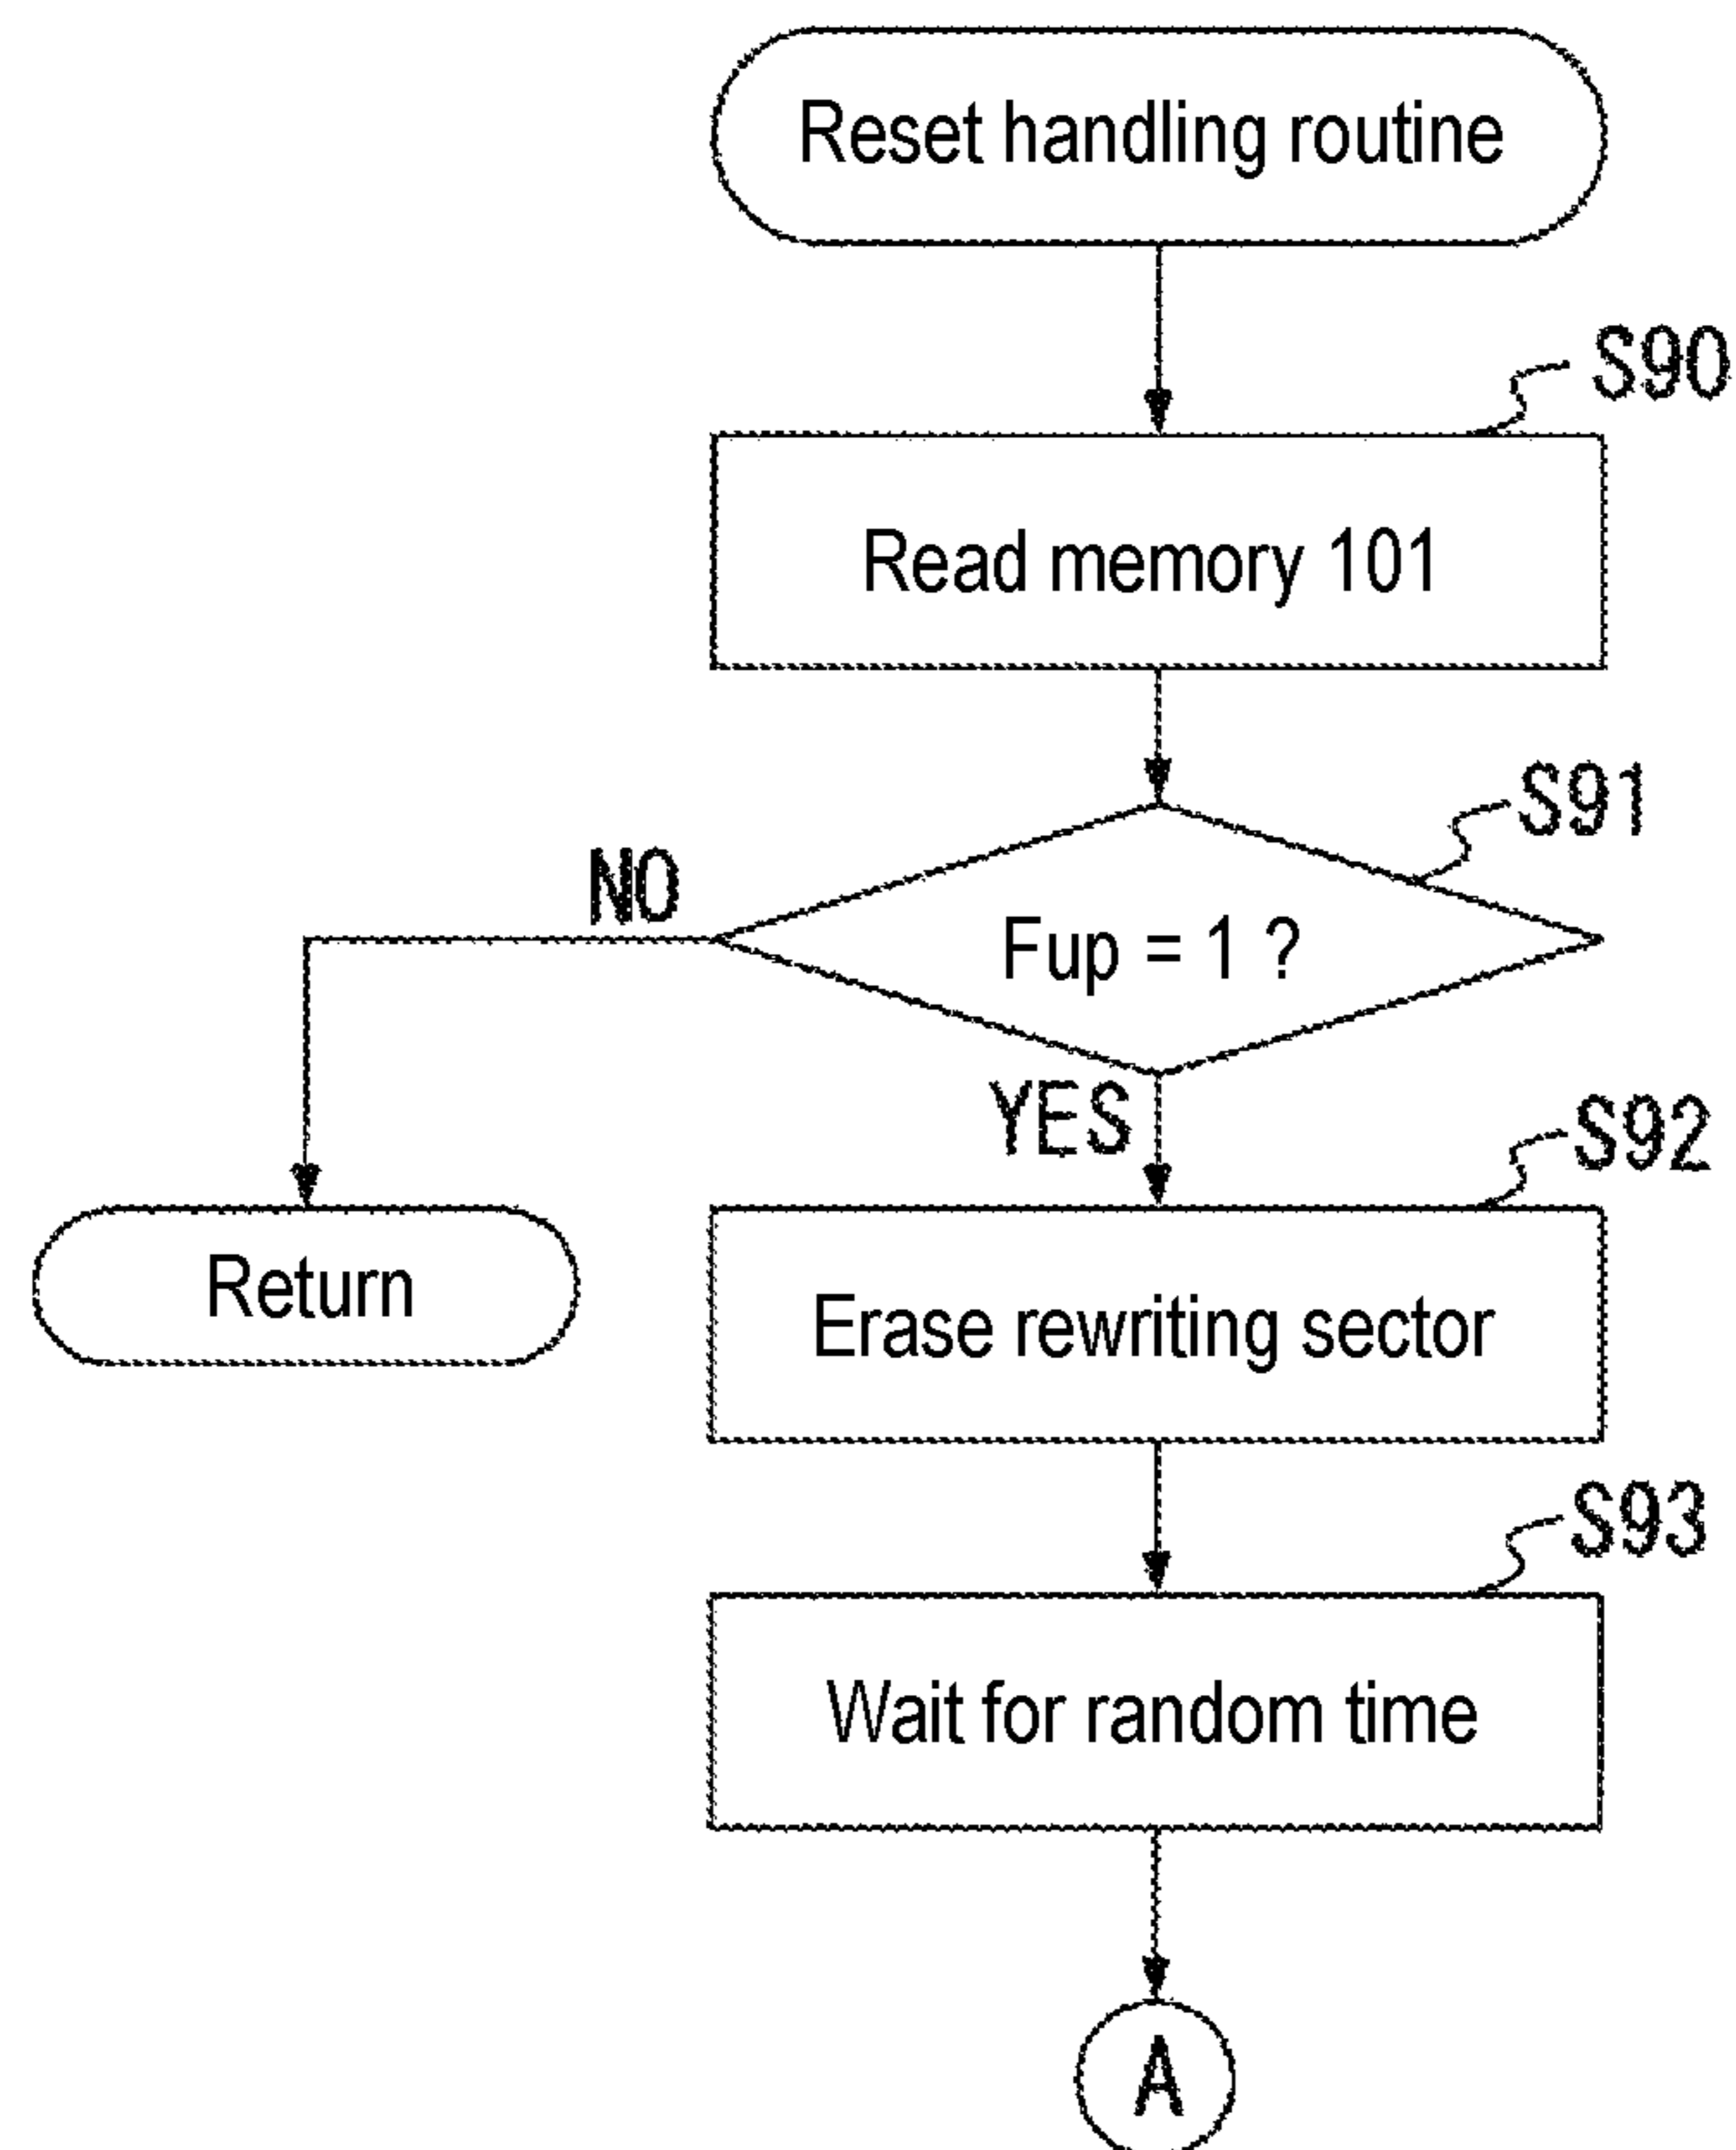 Reset handling routine
S90
Read memory 101
S91
NO
Fup = 1 ?
YES
S92
Return
Erase rewriting sector
S93
Wait for random time
A